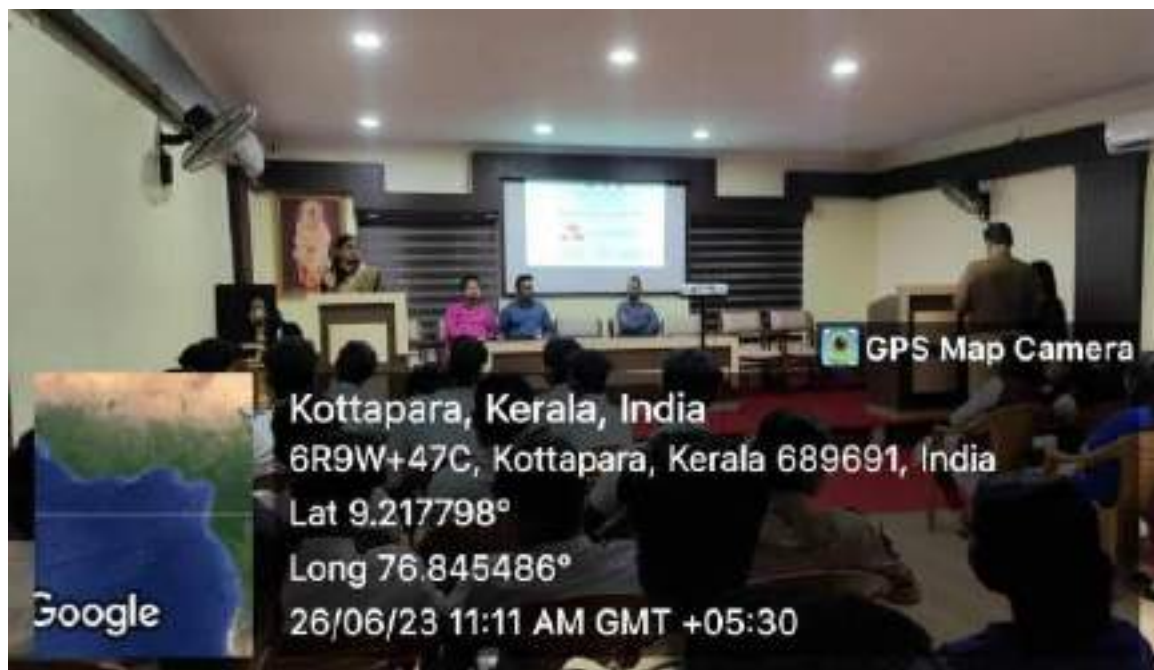 GPS Map Camera
Kottapara, Kerala, India
6R9W+47C, Kottapara, Kerala 689691, India
Lat 9.217798°
Long 76.845486°
26/06/23 11:11 AM GMT +05:30
Google